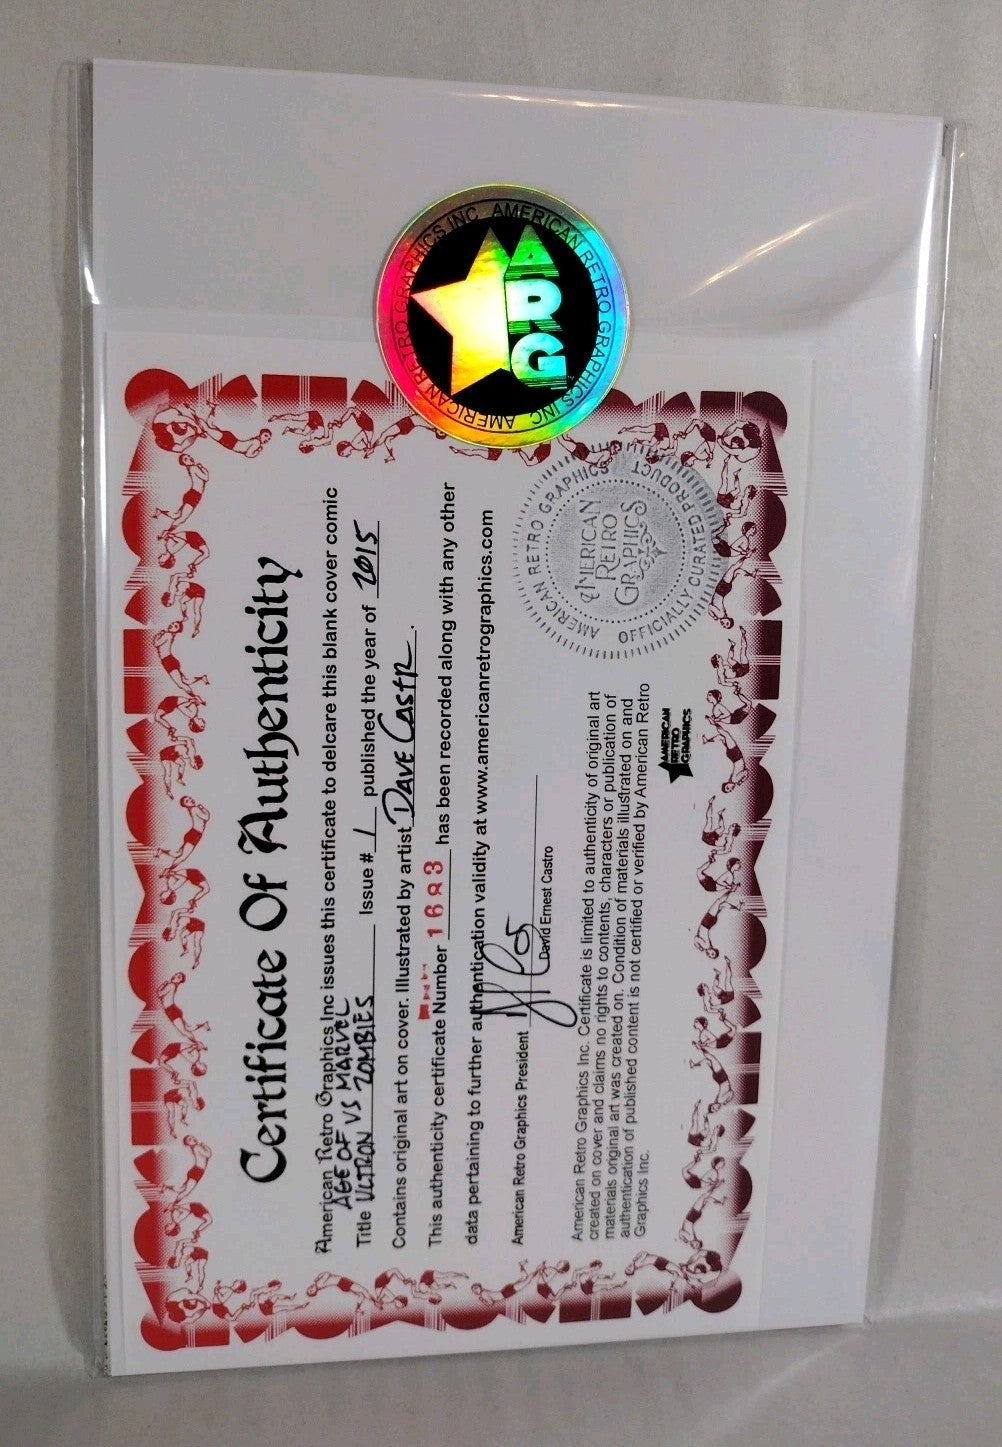 AMERICAN RETRO GRAPHICS INC AMERICAN RETRO GRAPHICS INC
ARG
Certificate Of Authenticity
American Retro Graphics Inc issues this certificate to delcare this blank cover comic
AGE OF MARVEL
Title ULTRON VS ZOMBIES Issue # 1 published the year of 2015
Contains original art on cover. Illustrated by artist DAVE CASTR.
This authenticity certificate Number 1683 has been recorded along with any other
data pertaining to further authentication validity at www.americanretrographics.com
American Retro Graphics President
David Ernest Castro
AMERICAN RETRO GRAPHICS
OFFICIALLY CURATED PRODUCT
AMERICAN
RETRO
GRAPHICS
American Retro Graphics Inc. Certificate is limited to authenticity of original art
created on cover and claims no rights to contents, characters or publication of
materials original art was created on. Condition of materials illustrated on and
authentication of published content is not certified or verified by American Retro
Graphics Inc.
AMERICAN
RETRO
GRAPHICS